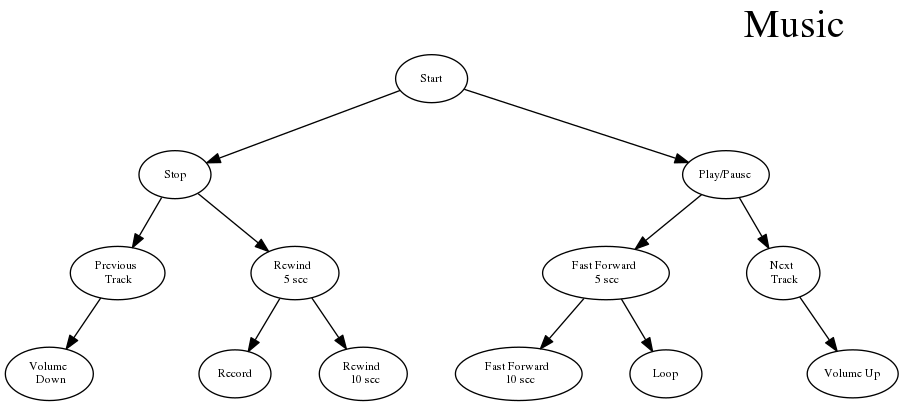 Music
Start
Stop
Play/Pause
Previous
Track
Rewind
5 sec
Fast Forward
5 sec
Next
Track
Volume
Down
Record
Rewind
10 sec
Fast Forward
10 sec
Loop
Volume Up